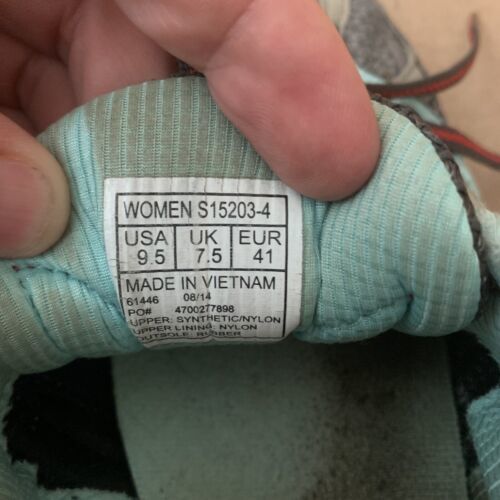 WOMEN S15203-4
USA UK EUR
9.5 7.5 41
MADE IN VIETNAM
61446 08/14
PO# 4700277898
UPPER: SYNTHETIC/NYLON
UPPER LINING: NYLON
OUTSOLE: RUBBER